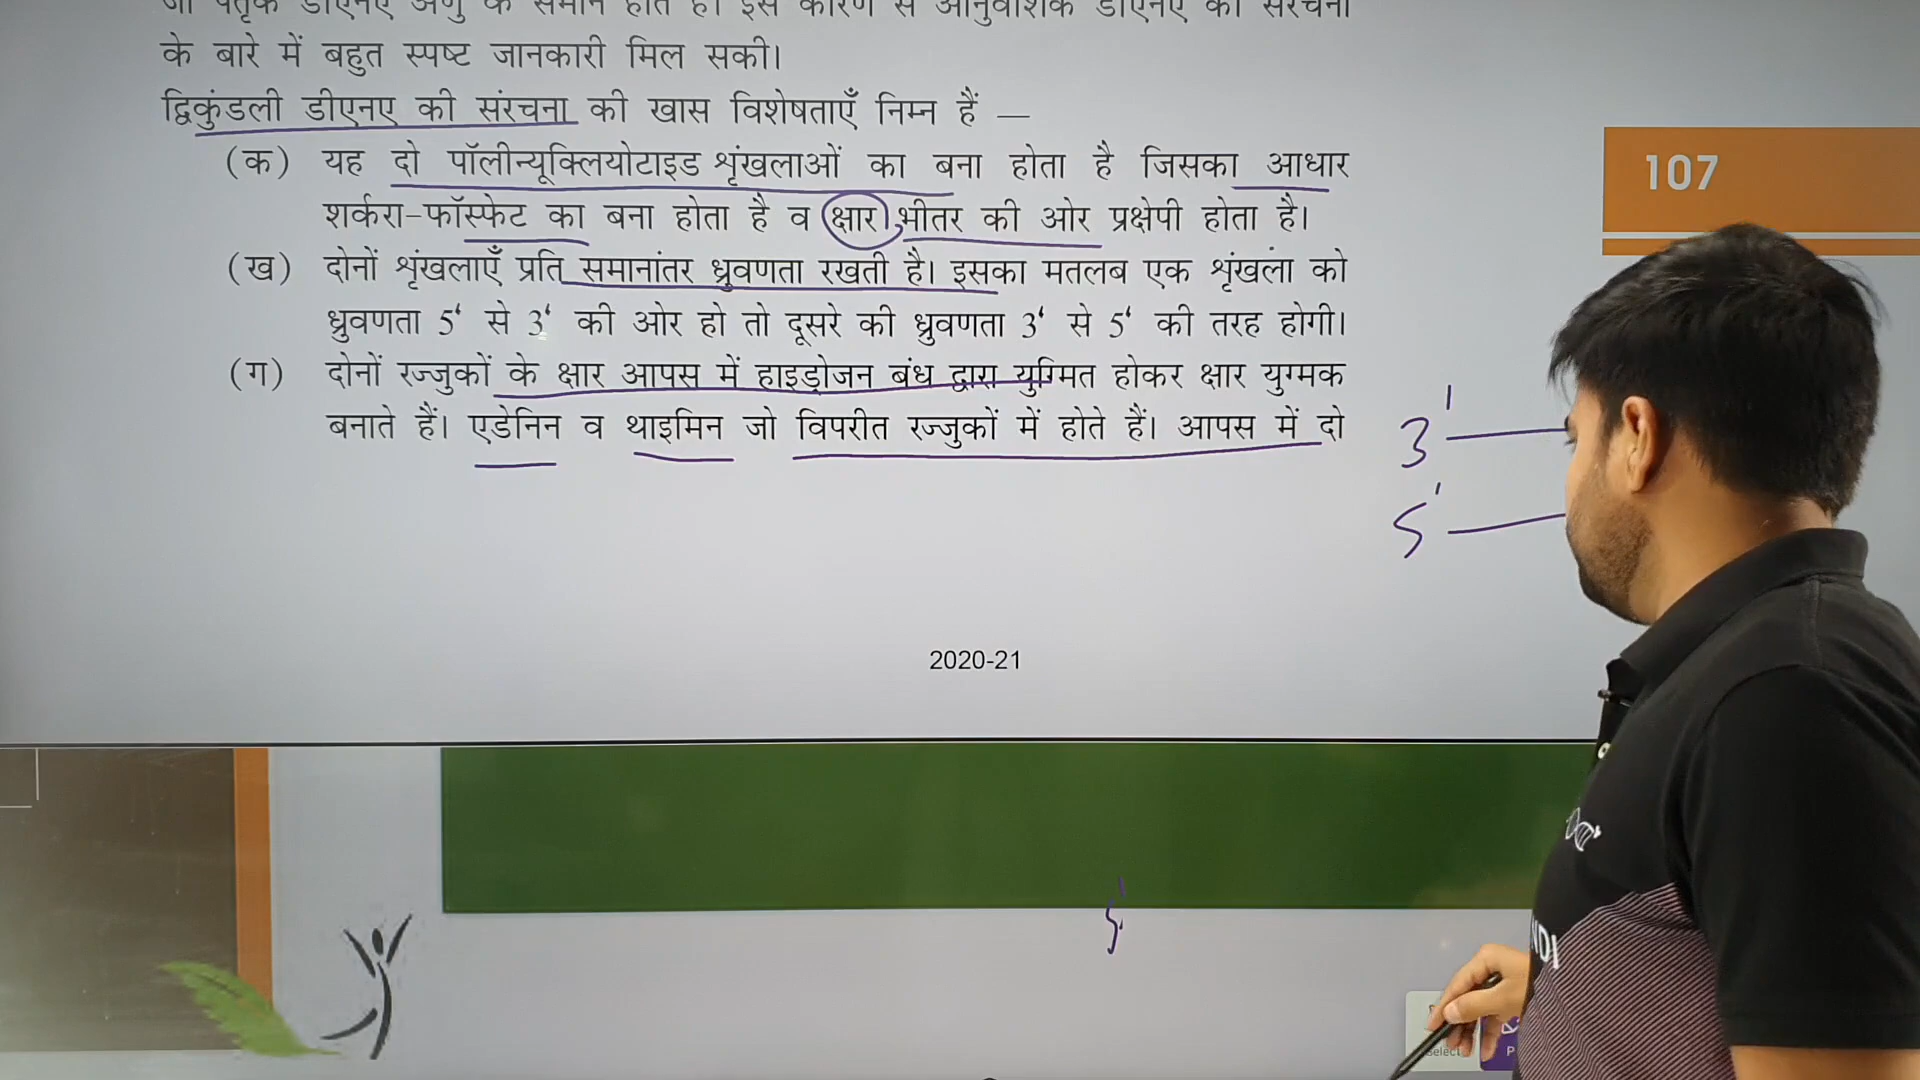 के बारे में बहुत स्पष्ट जानकारी मिल सकी।
द्विकुंडली डीएनए की संरचना की खास विशेषताएँ निम्न हैं —
(क) यह दो पॉलीन्यूक्लियोटाइड शृंखलाओं का बना होता है जिसका आधार
शर्करा-फॉस्फेट का बना होता है व क्षार भीतर की ओर प्रक्षेपी होता है।
(ख) दोनों शृंखलाएँ प्रति समानांतर ध्रुवणता रखती है। इसका मतलब एक शृंखला को
ध्रुवणता 5‘ से 3‘ की ओर हो तो दूसरे की ध्रुवणता 3‘ से 5‘ की तरह होगी।
(ग) दोनों रज्जुकों के क्षार आपस में हाइड्रोजन बंध द्वारा युग्मित होकर क्षार युग्मक
बनाते हैं। एडेनिन व थाइमिन जो विपरीत रज्जुकों में होते हैं। आपस में दो
107
3'
5'
2020-21
5'
NDI
Select
P